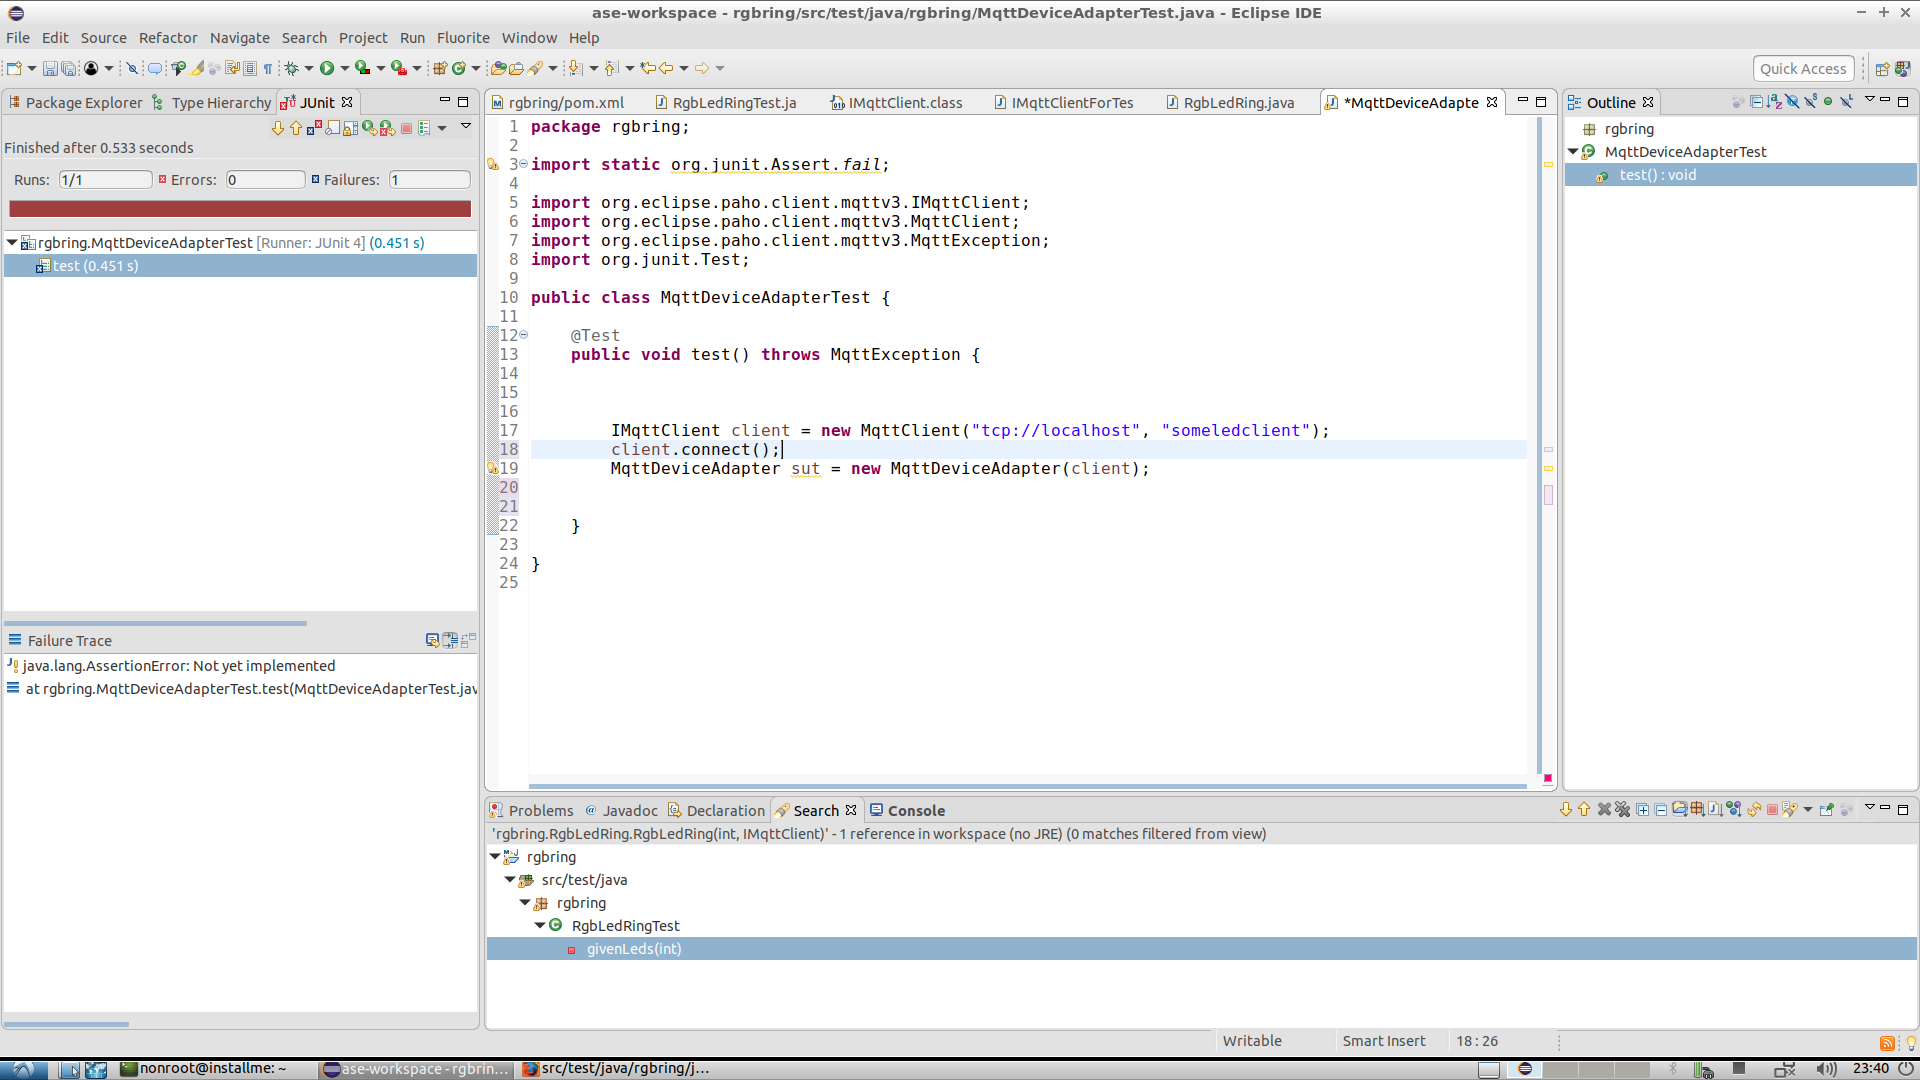 ase-workspace - rgbring/src/test/java/rgbring/MqttDeviceAdapterTest.java - Eclipse IDE
File Edit Source Refactor Navigate Search Project Run Fluorite Window Help
Quick Access
Package Explorer Type Hierarchy JUnit
Finished after 0.533 seconds
Runs: 1/1 Errors: 0 Failures: 1
rgbring.MqttDeviceAdapterTest [Runner: JUnit 4] (0.451 s)
test (0.451 s)
Failure Trace
java.lang.AssertionError: Not yet implemented
at rgbring.MqttDeviceAdapterTest.test(MqttDeviceAdapterTest.jav
rgbring/pom.xml RgbLedRingTest.ja IMqttClient.class IMqttClientForTes RgbLedRing.java *MqttDeviceAdapte
1 package rgbring;
2
3 import static org.junit.Assert.fail;
4
5 import org.eclipse.paho.client.mqttv3.IMqttClient;
6 import org.eclipse.paho.client.mqttv3.MqttClient;
7 import org.eclipse.paho.client.mqttv3.MqttException;
8 import org.junit.Test;
9
10 public class MqttDeviceAdapterTest {
11
12 @Test
13 public void test() throws MqttException {
14
15
16
17 IMqttClient client = new MqttClient("tcp://localhost", "someledclient");
18 client.connect();
19 MqttDeviceAdapter sut = new MqttDeviceAdapter(client);
20
21
22 }
23
24 }
25
Outline
rgbring
MqttDeviceAdapterTest
test() : void
Problems Javadoc Declaration Search Console
'rgbring.RgbLedRing.RgbLedRing(int, IMqttClient)' - 1 reference in workspace (no JRE) (0 matches filtered from view)
rgbring
src/test/java
rgbring
RgbLedRingTest
givenLeds(int)
Writable Smart Insert 18 : 26
nonroot@installme: ~ ase-workspace - rgbrin... src/test/java/rgbring/j... 23:40